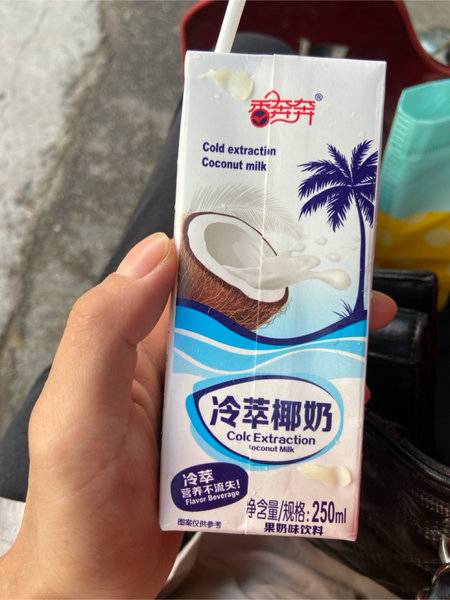 香奔奔®
Cold extraction
Coconut milk
冷萃椰奶
Cold Extraction
Coconut Milk
冷萃
营养不流失!
Flavor Beverage
净含量/规格: 250ml
果奶味饮料
图案仅供参考